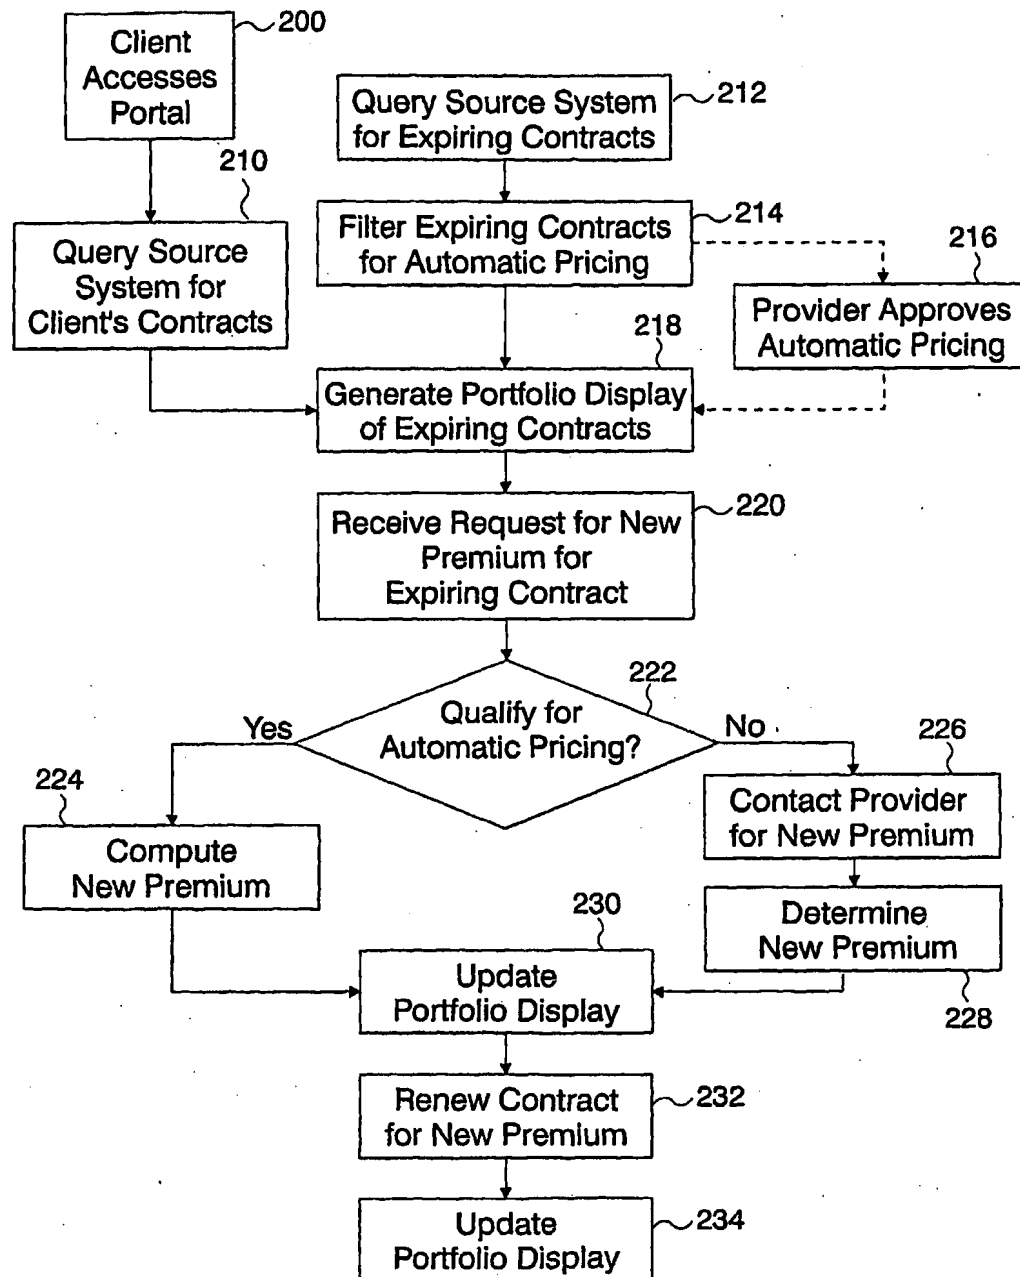 200
Client
Accesses
Portal
212
Query Source System
for Expiring Contracts
210
Query Source
System for
Client's Contracts
214
Filter Expiring Contracts
for Automatic Pricing
216
Provider Approves
Automatic Pricing
218
Generate Portfolio Display
of Expiring Contracts
220
Receive Request for New
Premium for
Expiring Contract
222
Qualify for
Automatic Pricing?
Yes
No
224
Compute
New Premium
226
Contact Provider
for New Premium
Determine
New Premium
228
230
Update
Portfolio Display
Renew Contract
for New Premium
232
Update
Portfolio Display
234